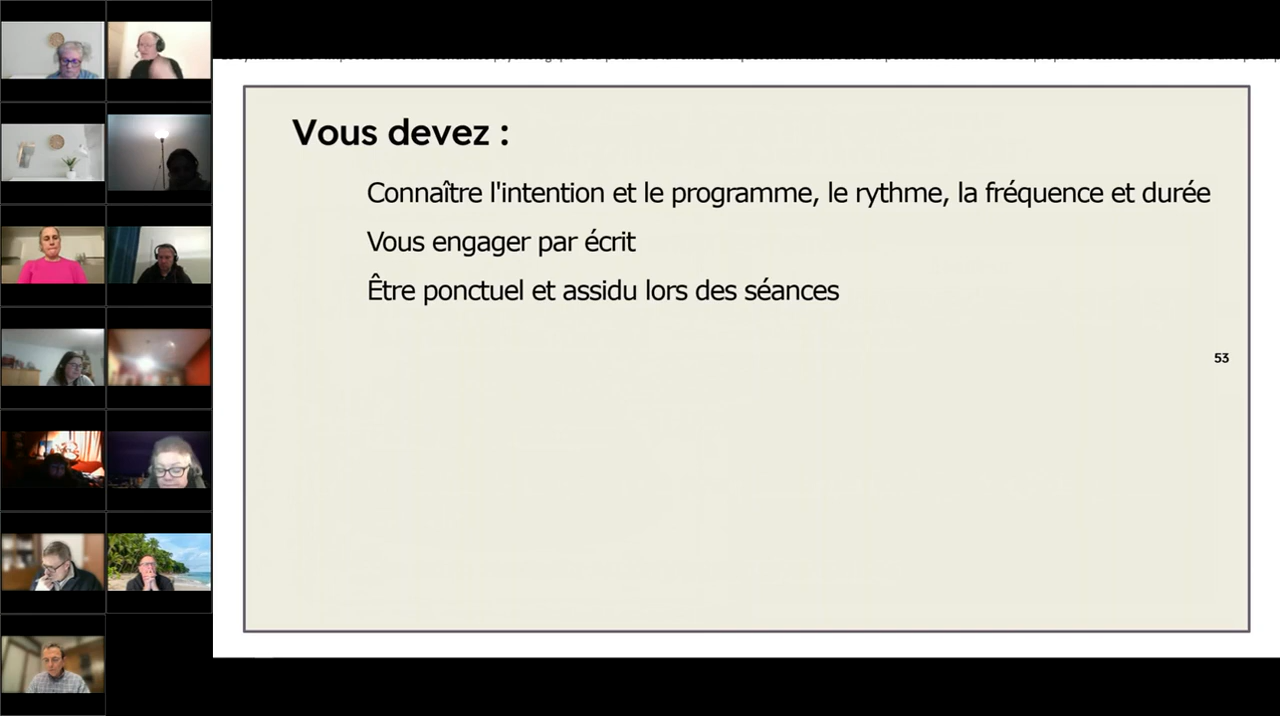 Vous devez :
Connaître l'intention et le programme, le rythme, la fréquence et durée
Vous engager par écrit
Être ponctuel et assidu lors des séances
53